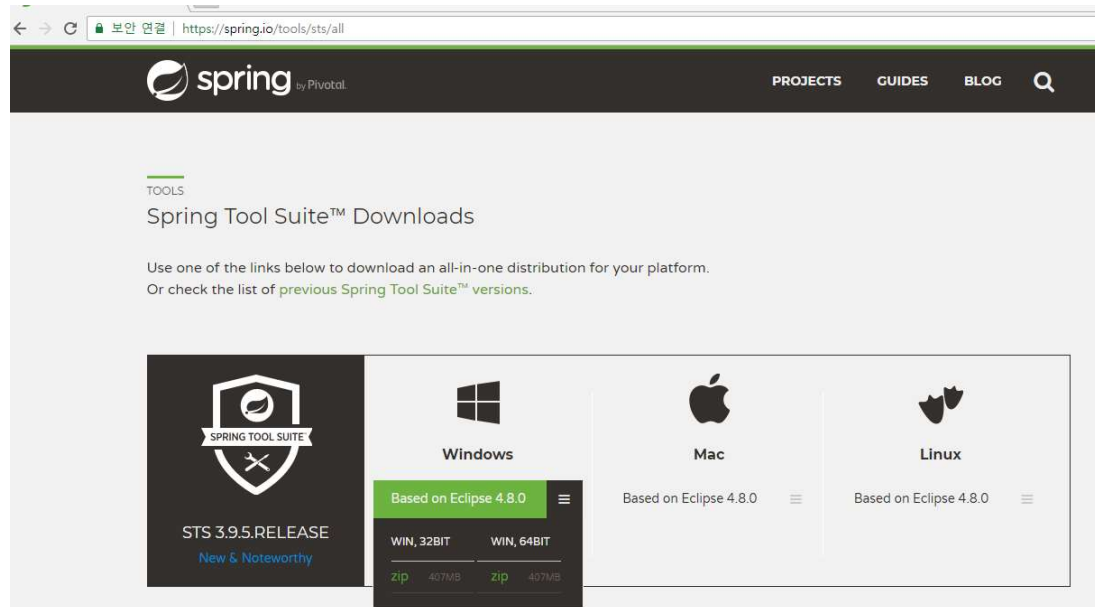 보안 연결 | https://spring.io/tools/sts/all
spring by Pivotal.
PROJECTS GUIDES BLOG
TOOLS
Spring Tool Suite™ Downloads
Use one of the links below to download an all-in-one distribution for your platform.
Or check the list of previous Spring Tool Suite™ versions.
SPRING TOOL SUITE
STS 3.9.5.RELEASE
New & Noteworthy
Windows
Based on Eclipse 4.8.0
WIN, 32BIT WIN, 64BIT
zip 407MB zip 407MB
Mac
Based on Eclipse 4.8.0
Linux
Based on Eclipse 4.8.0